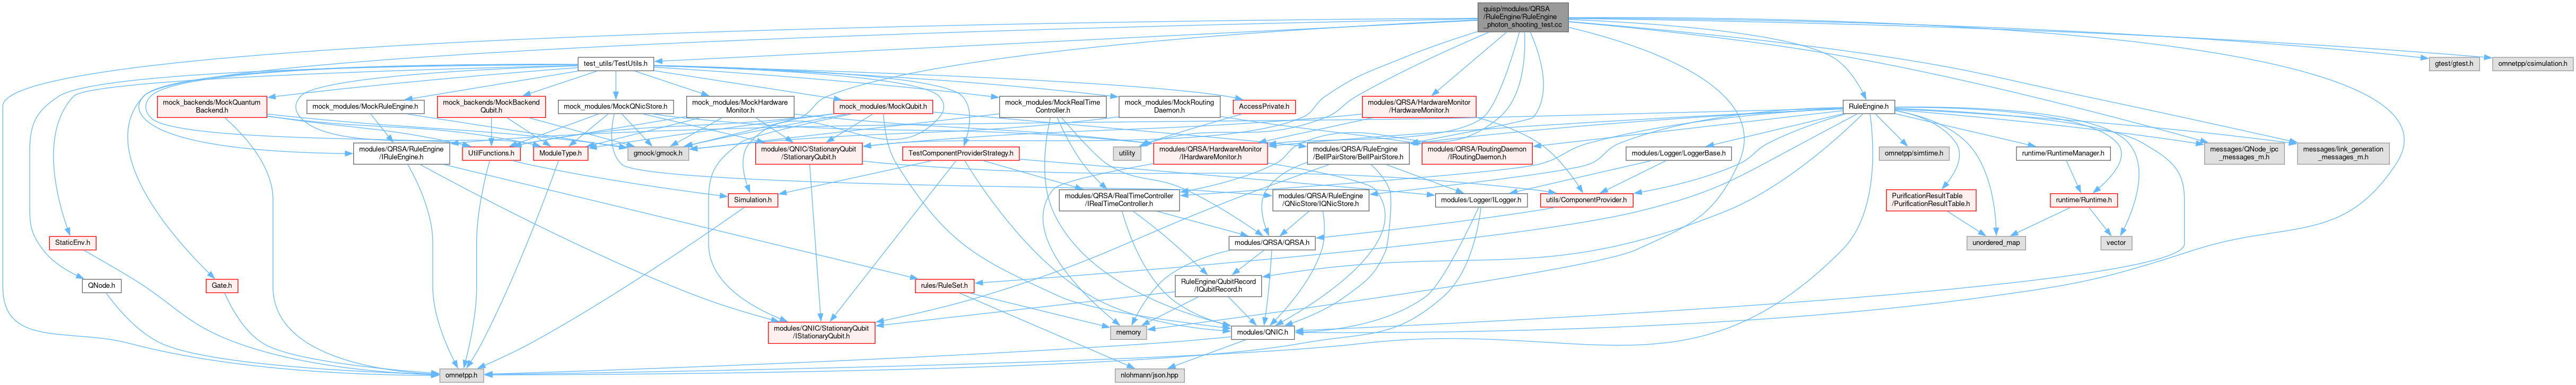 quisp/modules/QRSA
/RuleEngine/RuleEngine
_photon_shooting_test.cc
test_utils/TestUtils.h
gtest/gtest.h
omnetpp/csimulation.h
mock_backends/MockQuantum
Backend.h
mock_modules/MockRuleEngine.h
mock_backends/MockBackend
Qubit.h
mock_modules/MockQNicStore.h
mock_modules/MockHardware
Monitor.h
mock_modules/MockQubit.h
mock_modules/MockRealTime
Controller.h
mock_modules/MockRouting
Daemon.h
AccessPrivate.h
modules/QRSA/HardwareMonitor
/HardwareMonitor.h
RuleEngine.h
modules/QRSA/RuleEngine
/IRuleEngine.h
UtilFunctions.h
ModuleType.h
gmock/gmock.h
modules/QNIC/StationaryQubit
/StationaryQubit.h
TestComponentProviderStrategy.h
utility
modules/QRSA/HardwareMonitor
/IHardwareMonitor.h
modules/QRSA/RuleEngine
/BellPairStore/BellPairStore.h
modules/QRSA/RoutingDaemon
/IRoutingDaemon.h
modules/Logger/LoggerBase.h
omnetpp/simtime.h
runtime/RuntimeManager.h
messages/QNode_ipc
_messages_m.h
messages/link_generation
_messages_m.h
Simulation.h
modules/QRSA/RealTimeController
/IRealTimeController.h
modules/QRSA/RuleEngine
/QNicStore/IQNicStore.h
modules/Logger/ILogger.h
utils/ComponentProvider.h
PurificationResultTable
/PurificationResultTable.h
runtime/Runtime.h
StaticEnv.h
modules/QRSA/QRSA.h
unordered_map
vector
QNode.h
Gate.h
rules/RuleSet.h
RuleEngine/QubitRecord
/IQubitRecord.h
modules/QNIC/StationaryQubit
/IStationaryQubit.h
memory
modules/QNIC.h
omnetpp.h
nlohmann/json.hpp